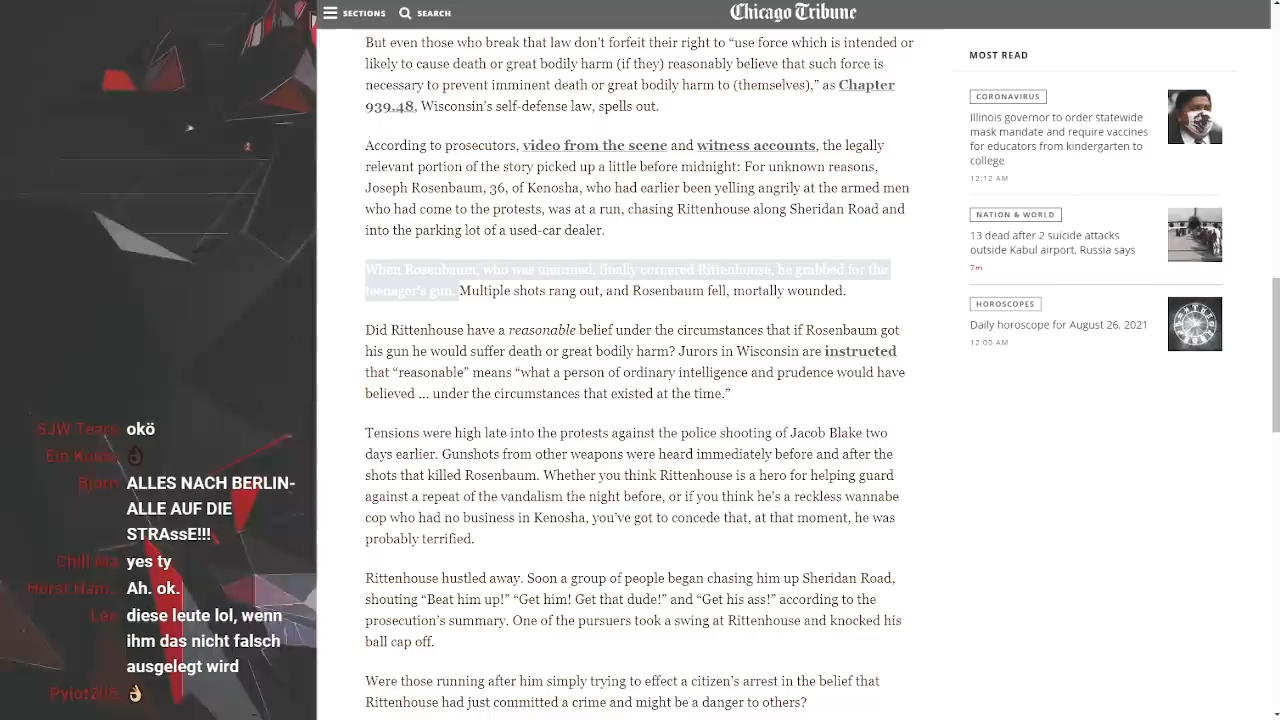 SECTIONS
SEARCH
Chicago Tribune
But even those who break that law don't forfeit their right to “use force which is intended or
likely to cause death or great bodily harm (if they) reasonably believe that such force is
necessary to prevent imminent death or great bodily harm to (themselves),” as Chapter
939.48, Wisconsin's self-defense law, spells out.
According to prosecutors, video from the scene and witness accounts, the legally
relevant portion of the story picked up a little before midnight: For unknown reasons,
Joseph Rosenbaum, 36, of Kenosha, who had earlier been yelling angrily at the armed men
who had come to the protests, was at a run, chasing Rittenhouse along Sheridan Road and
into the parking lot of a used-car dealer.
When Rosenbaum, who was unarmed, finally cornered Rittenhouse, he grabbed for the
teenager's gun. Multiple shots rang out, and Rosenbaum fell, mortally wounded.
Did Rittenhouse have a reasonable belief under the circumstances that if Rosenbaum got
his gun he would suffer death or great bodily harm? Jurors in Wisconsin are instructed
that “reasonable” means “what a person of ordinary intelligence and prudence would have
believed ... under the circumstances that existed at the time.”
Tensions were high late into the protests against the police shooting of Jacob Blake two
days earlier. Gunshots from other weapons were heard immediately before and after the
shots that killed Rosenbaum. Whether you think Rittenhouse is a hero for helping guard
against a repeat of the vandalism the night before, or if you think he's a reckless wannabe
cop who had no business in Kenosha, you've got to concede that, at that moment, he was
probably terrified.
Rittenhouse hustled away. Soon a group of people began chasing him up Sheridan Road,
shouting “Beat him up!” “Get him! Get that dude!” and “Get his ass!” according to the
prosecution's summary. One of the pursuers took a swing at Rittenhouse and knocked his
ball cap off.
Were those running after him simply trying to effect a citizen's arrest in the belief that
Rittenhouse had just committed a crime and might be a danger to others?
MOST READ
CORONAVIRUS
Illinois governor to order statewide
mask mandate and require vaccines
for educators from kindergarten to
college
12:12 AM
NATION & WORLD
13 dead after 2 suicide attacks
outside Kabul airport, Russia says
7m
HOROSCOPES
Daily horoscope for August 26, 2021
12:00 AM
SJW Tears okö
Ein
Björn ALLES NACH BERLIN-
ALLE AUF DIE
STRAssE!!!
Chill Ma yes ty
Horst Ham.. Ah. ok.
diese leute lol, wenn
ihm das nicht falsch
ausgelegt wird